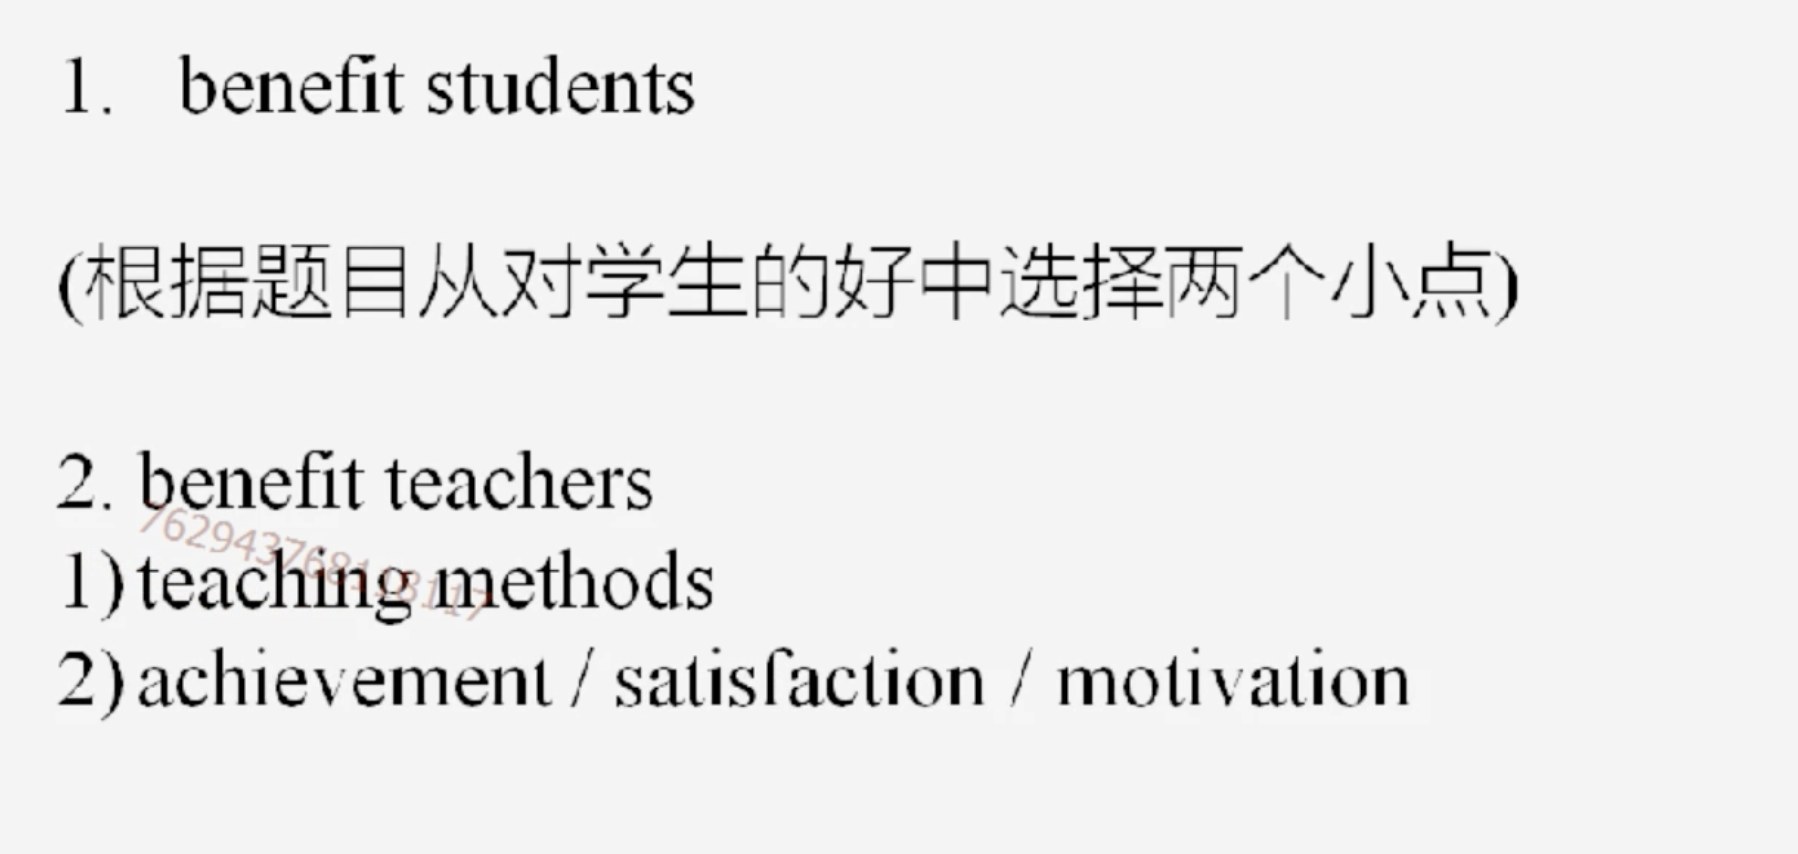 1. benefit students
(根据题目从对学生的好中选择两个小点)
2. benefit teachers
762943768118117
1)teaching methods
2)achievement / satisfaction / motivation